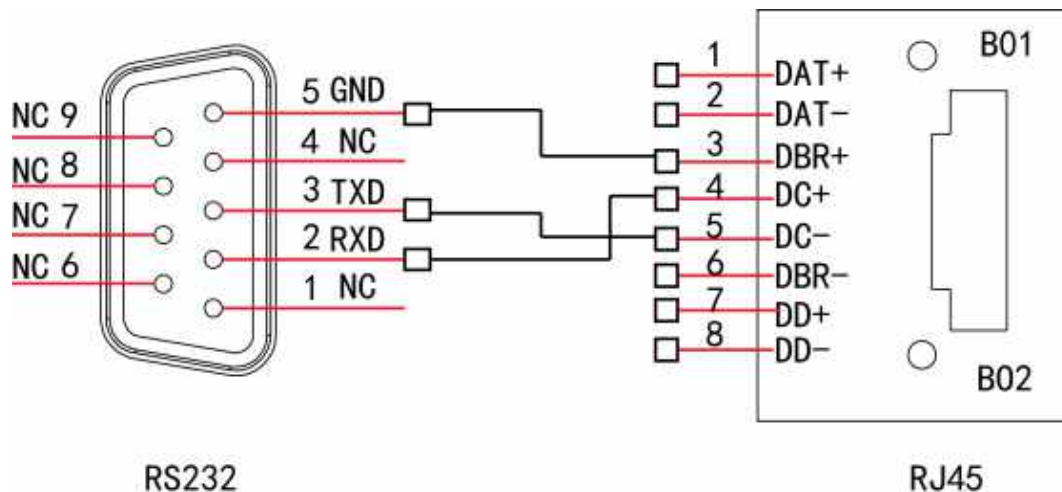 NC 9
NC 8
NC 7
NC 6
5 GND
4 NC
3 TXD
2 RXD
1 NC
RS232
1 DAT+
2 DAT-
3 DBR+
4 DC+
5 DC-
6 DBR-
7 DD+
8 DD-
B01
B02
RJ45